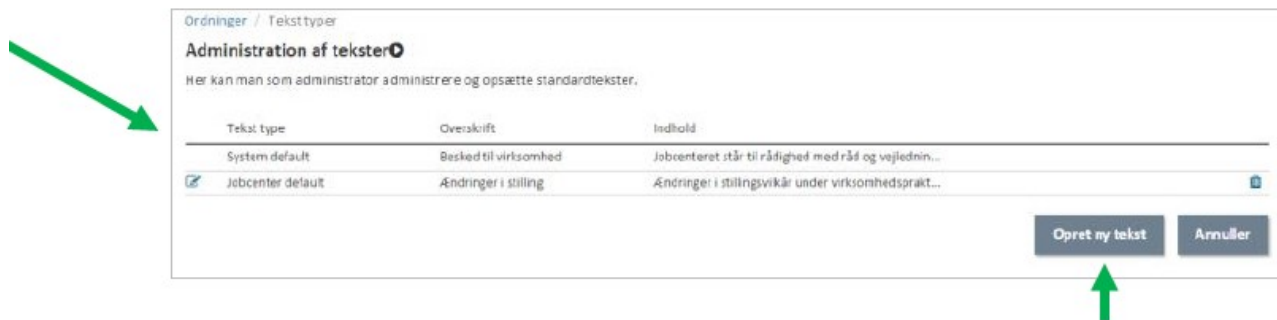 Ordninger / Teksttyper
Administration af tekster
Her kan man som administrator administrere og opsætte standardtekster.
Tekst type Overskrift Indhold
System default Besked til virksomhed Jobcenteret står til rådighed med råd og vejlednin...
Jobcenter default Ændringer i stilling Ændringer i stillingsvilkår under virksomhedsprakt...
Opret ny tekst Annuller